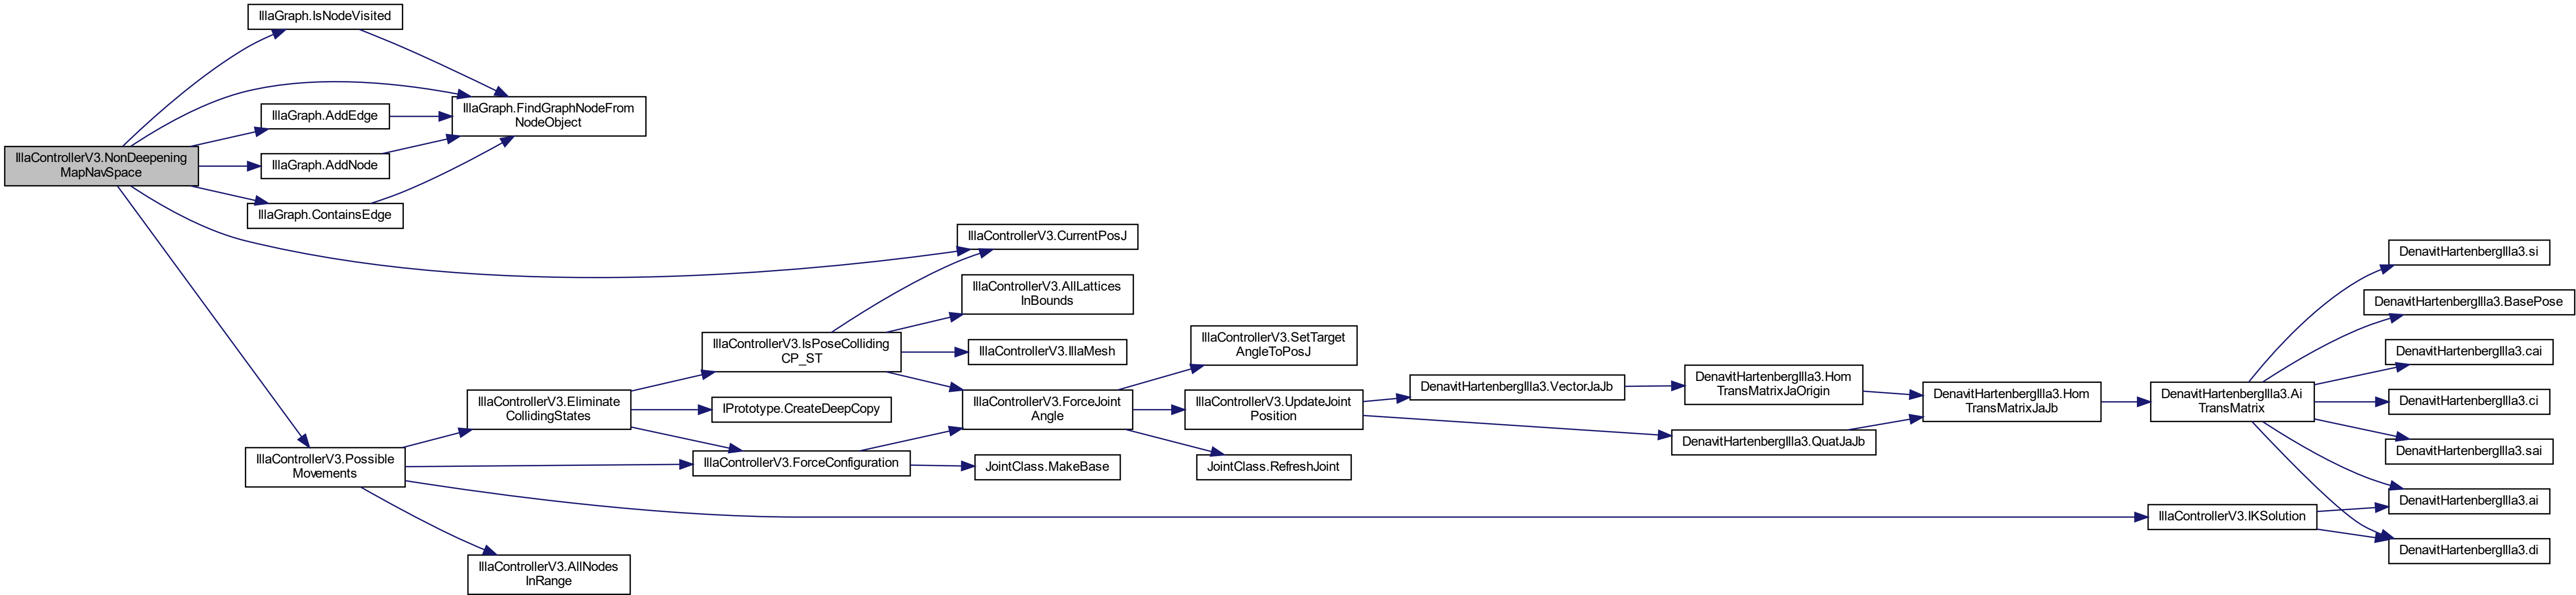 IllaControllerV3.NonDeepening
MapNavSpace
IllaGraph.IsNodeVisited
IllaGraph.FindGraphNodeFrom
NodeObject
IllaGraph.AddEdge
IllaGraph.AddNode
IllaGraph.ContainsEdge
IllaControllerV3.CurrentPosJ
IllaControllerV3.Possible
Movements
IllaControllerV3.Eliminate
CollidingStates
IllaControllerV3.IsPoseColliding
CP_ST
IllaControllerV3.AllLattices
InBounds
IllaControllerV3.IllaMesh
IPrototype.CreateDeepCopy
IllaControllerV3.ForceConfiguration
IllaControllerV3.ForceJoint
Angle
JointClass.MakeBase
IllaControllerV3.SetTarget
AngleToPosJ
IllaControllerV3.UpdateJoint
Position
JointClass.RefreshJoint
DenavitHartenbergIlla3.VectorJaJb
DenavitHartenbergIlla3.QuatJaJb
DenavitHartenbergIlla3.Hom
TransMatrixJaOrigin
DenavitHartenbergIlla3.Hom
TransMatrixJaJb
DenavitHartenbergIlla3.Ai
TransMatrix
DenavitHartenbergIlla3.si
DenavitHartenbergIlla3.BasePose
DenavitHartenbergIlla3.cai
DenavitHartenbergIlla3.ci
DenavitHartenbergIlla3.sai
DenavitHartenbergIlla3.ai
DenavitHartenbergIlla3.di
IllaControllerV3.IKSolution
IllaControllerV3.AllNodes
InRange